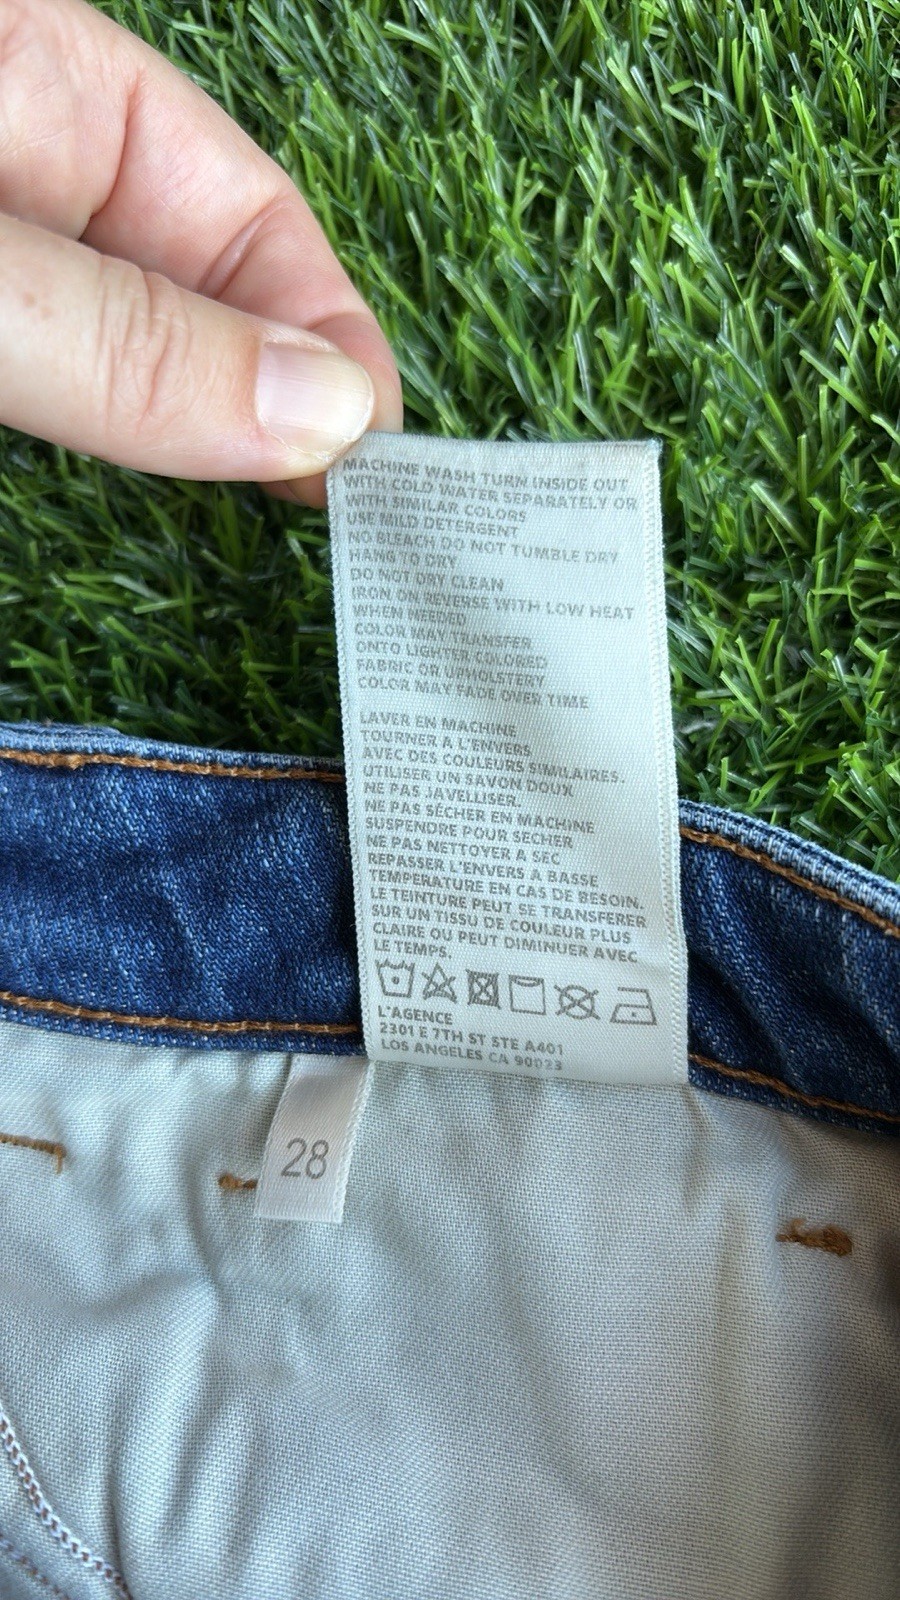 MACHINE WASH TURN INSIDE OUT
WITH COLD WATER SEPARATELY OR
WITH SIMILAR COLORS
USE MILD DETERGENT
NO BLEACH DO NOT TUMBLE DRY
HANG TO DRY
DO NOT DRY CLEAN
IRON ON REVERSE WITH LOW HEAT
WHEN NEEDED
COLOR MAY TRANSFER
ONTO LIGHTER COLORED
FABRIC OR UPHOLSTERY
COLOR MAY FADE OVER TIME
LAVER EN MACHINE
TOURNER A L'ENVERS
AVEC DES COULEURS SIMILAIRES.
UTILISER UN SAVON DOUX
NE PAS JAVELLISER.
NE PAS SÉCHER EN MACHINE
SUSPENDRE POUR SECHER
NE PAS NETTOYER A SEC
REPASSER L'ENVERS A BASSE
TEMPERATURE EN CAS DE BESOIN.
LE TEINTURE PEUT SE TRANSFERER
SUR UN TISSU DE COULEUR PLUS
CLAIRE OU PEUT DIMINUER AVEC
LE TEMPS.
L'AGENCE
2301 E 7TH ST STE A401
LOS ANGELES CA 90023
28